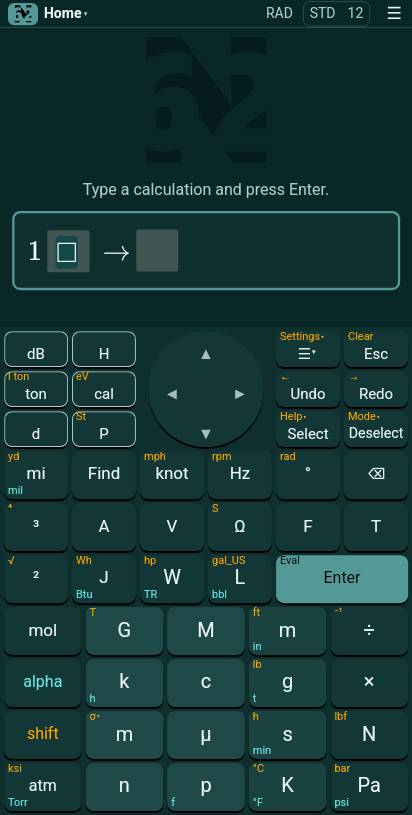 Home
RAD STD 12
Type a calculation and press Enter.
1 □ →
Settings Clear
dB H ☰ Esc
1 ton eV ← →
ton cal Undo Redo
St Help Mode
d P Select Deselect
yd mph rpm rad
mi Find knot Hz ° ⌫
mil
⁴ S
³ A V Ω F T
√ Wh hp gal_US Eval
² J W L Enter
Btu TR bbl
T ft ⁻¹
mol G M m ÷
in
lb
alpha k c g ×
h t
σ h lbf
shift m μ s N
min
ksi °C bar
atm n p K Pa
Torr f °F psi